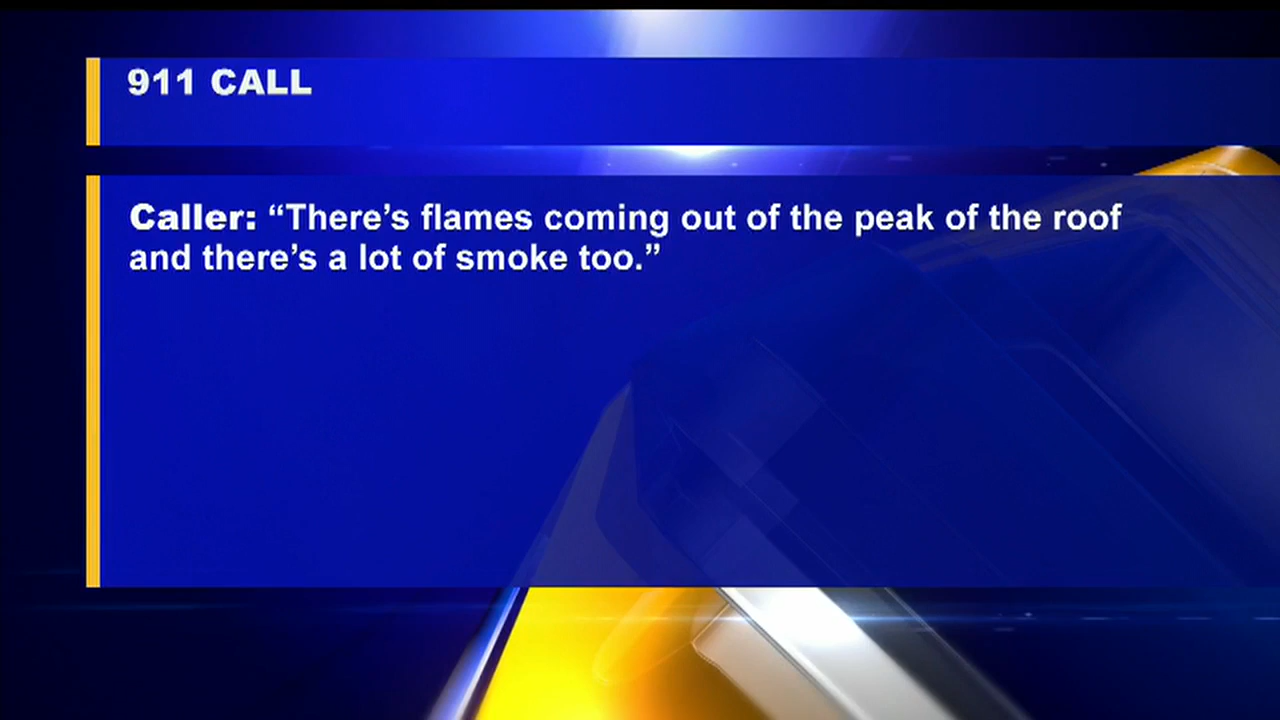 911 CALL
Caller: “There’s flames coming out of the peak of the roof
and there’s a lot of smoke too.”